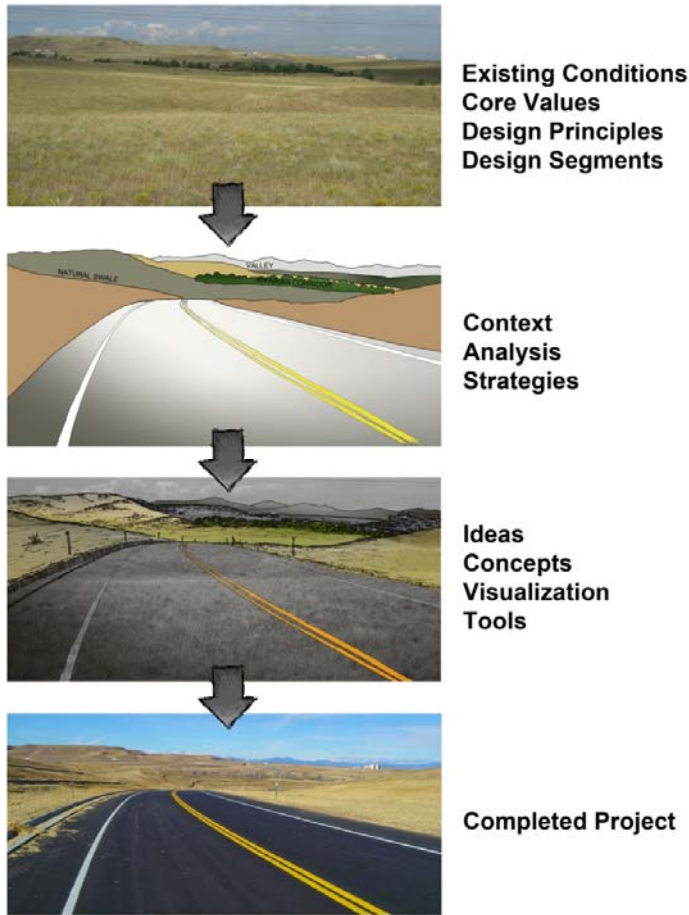 Existing Conditions
Core Values
Design Principles
Design Segments
VALLEY
NATURAL SWALE
CORRIDOR
Context
Analysis
Strategies
Ideas
Concepts
Visualization
Tools
Completed Project